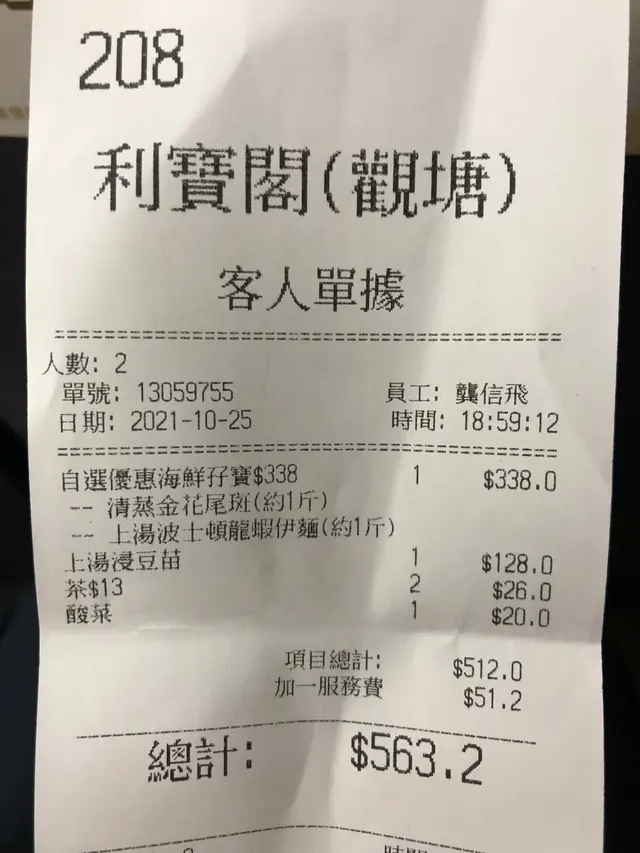 208
利寶閣(觀塘)
客人單據
人數: 2
單號: 13059755 員工: 龔信飛
日期: 2021-10-25 時間: 18:59:12
自選優惠海鮮孖寶$338 1 $338.0
-- 清蒸金花尾斑(約1斤)
-- 上湯波士頓龍蝦伊麵(約1斤)
上湯浸豆苗 1 $128.0
茶$13 2 $26.0
酸菜 1 $20.0
項目總計: $512.0
加一服務費 $51.2
總計: $563.2